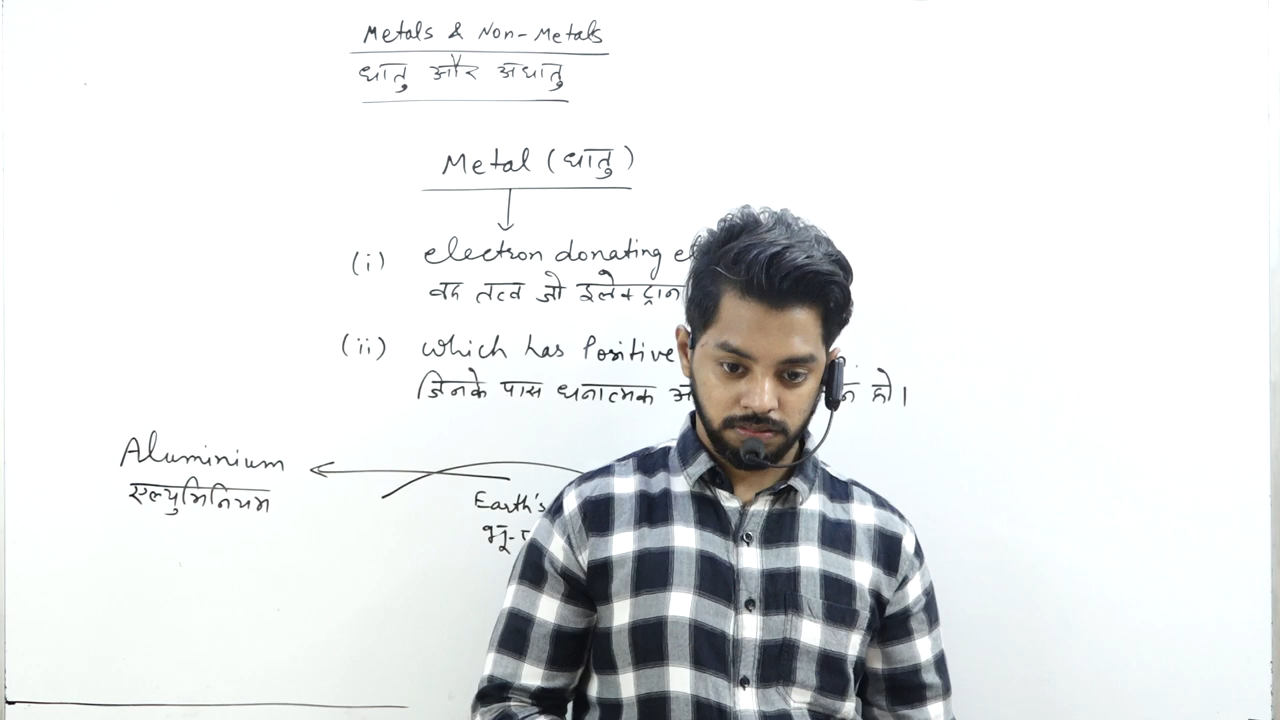 Metals & Non-Metals
धातु और अधातु
Metal (धातु)
(i) electron donating
वह तत्व जो इलेक्ट्रान
(ii) which has Positive
जिनके पास धनात्मक हो।
Aluminium
एल्युमिनियम
Earth's